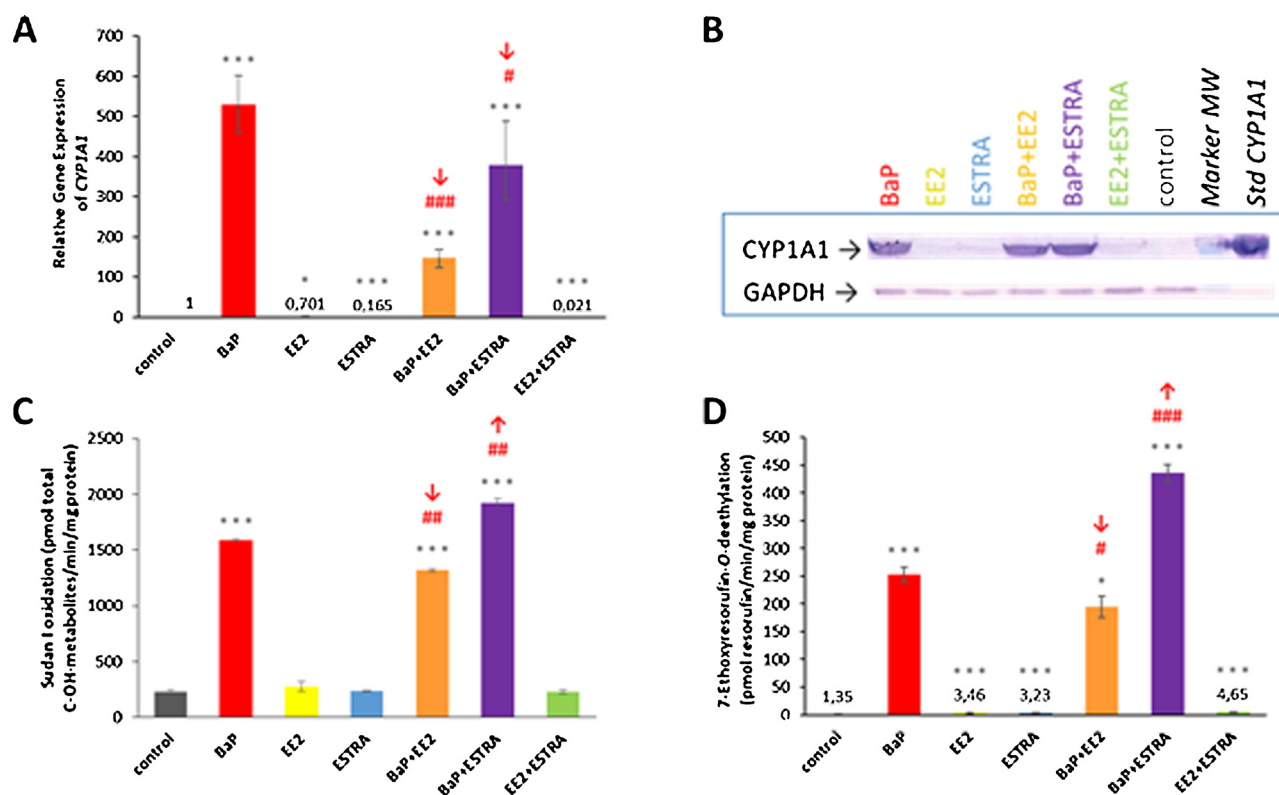 A
Relative Gene Expression
of CYP1A1
700
600
500
400
300
200
100
0
* * *
*
* * *
↓
###
* * *
↓
#
* * *
* * *
1
0,701
0,165
0,021
control
BaP
EE2
ESTRA
BaP+EE2
BaP+ESTRA
EE2+ESTRA
B
BaP
EE2
ESTRA
BaP+EE2
BaP+ESTRA
EE2+ESTRA
control
Marker MW
Std CYP1A1
CYP1A1 →
GAPDH →
C
Sudan I oxidation (pmol total
C-OH-metabolites/min/mg protein)
2500
2000
1500
1000
500
0
* * *
↓
##
* * *
↑
##
* * *
control
BaP
EE2
ESTRA
BaP+EE2
BaP+ESTRA
EE2+ESTRA
D
7-Ethoxyresorufin-O-deethylation
(pmol resorufin/min/mg protein)
500
450
400
350
300
250
200
150
100
50
0
* * *
* * *
* * *
↓
#
*
↑
###
* * *
* * *
1,35
3,46
3,23
4,65
control
BaP
EE2
ESTRA
BaP+EE2
BaP+ESTRA
EE2+ESTRA